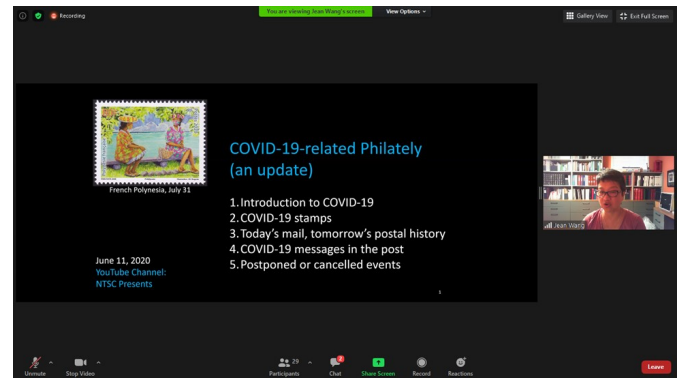 Recording
You are viewing Jean Wang's screen
View Options
Gallery View
Exit Full Screen
COVID-19-related Philately
(an update)
French Polynesia, July 31
1. Introduction to COVID-19
2. COVID-19 stamps
3. Today's mail, tomorrow's postal history
4. COVID-19 messages in the post
5. Postponed or cancelled events
June 11, 2020
YouTube Channel:
NTSC Presents
1
Jean Wang
Unmute
Stop Video
29
Participants
2
Chat
Share Screen
Record
Reactions
Leave